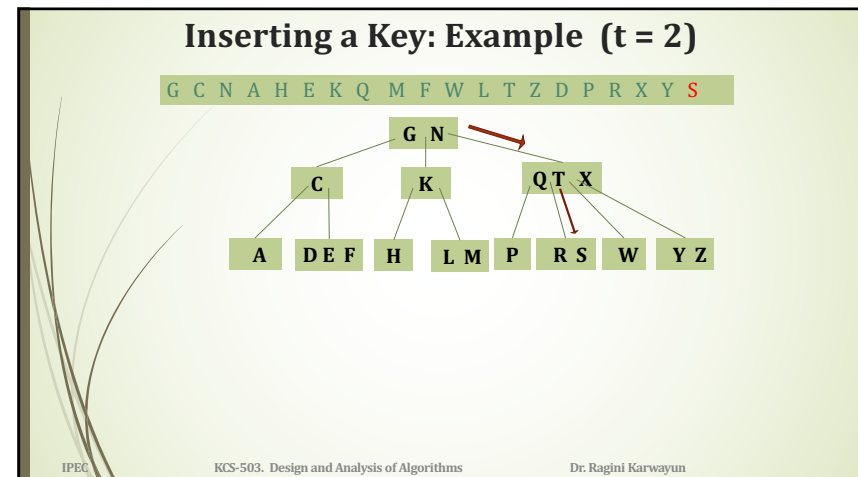 Inserting a Key: Example (t = 2)
G C N A H E K Q M F W L T Z D P R X Y S
G N
C K Q T X
A D E F H L M P R S W Y Z
IPEC KCS-503. Design and Analysis of Algorithms Dr. Ragini Karwayun